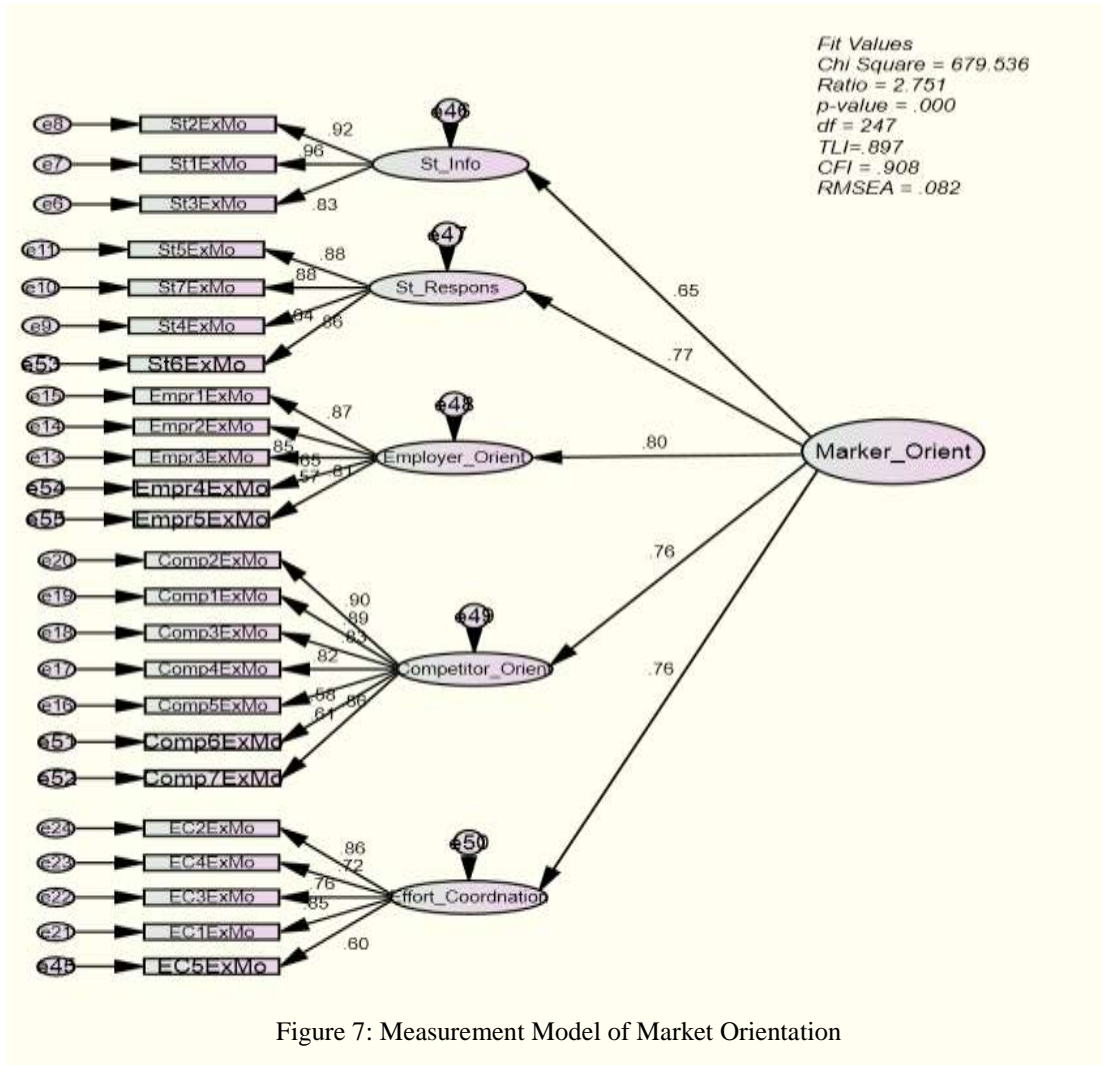 Fit Values
Chi Square = 679.536
Ratio = 2.751
p-value = .000
df = 247
TLI=.897
CFI = .908
RMSEA = .082
e46
e8 St2ExMo .92
e7 St1ExMo .96 St_Info
e6 St3ExMo .83
e47
e11 St5ExMo .88
e10 St7ExMo .88 St_Respons .65
e9 St4ExMo .84 .86
e53 St6ExMo .77
e15 Empr1ExMo .87 e48
e14 Empr2ExMo
e13 Empr3ExMo .85 .65 .81 Employer_Orient .80 Marker_Orient
e54 Empr4ExMo .57
e55 Empr5ExMo
e20 Comp2ExMo .76
e19 Comp1ExMo .90
e18 Comp3ExMo .89 .83 e49
e17 Comp4ExMo .82 Competitor_Orient .76
e16 Comp5ExMo .58 .86
e51 Comp6ExMo .61
e52 Comp7ExMo
e24 EC2ExMo .86 e50
e23 EC4ExMo .72
e22 EC3ExMo .76 .85 Effort_Coordnation
e21 EC1ExMo
e45 EC5ExMo .60
Figure 7: Measurement Model of Market Orientation